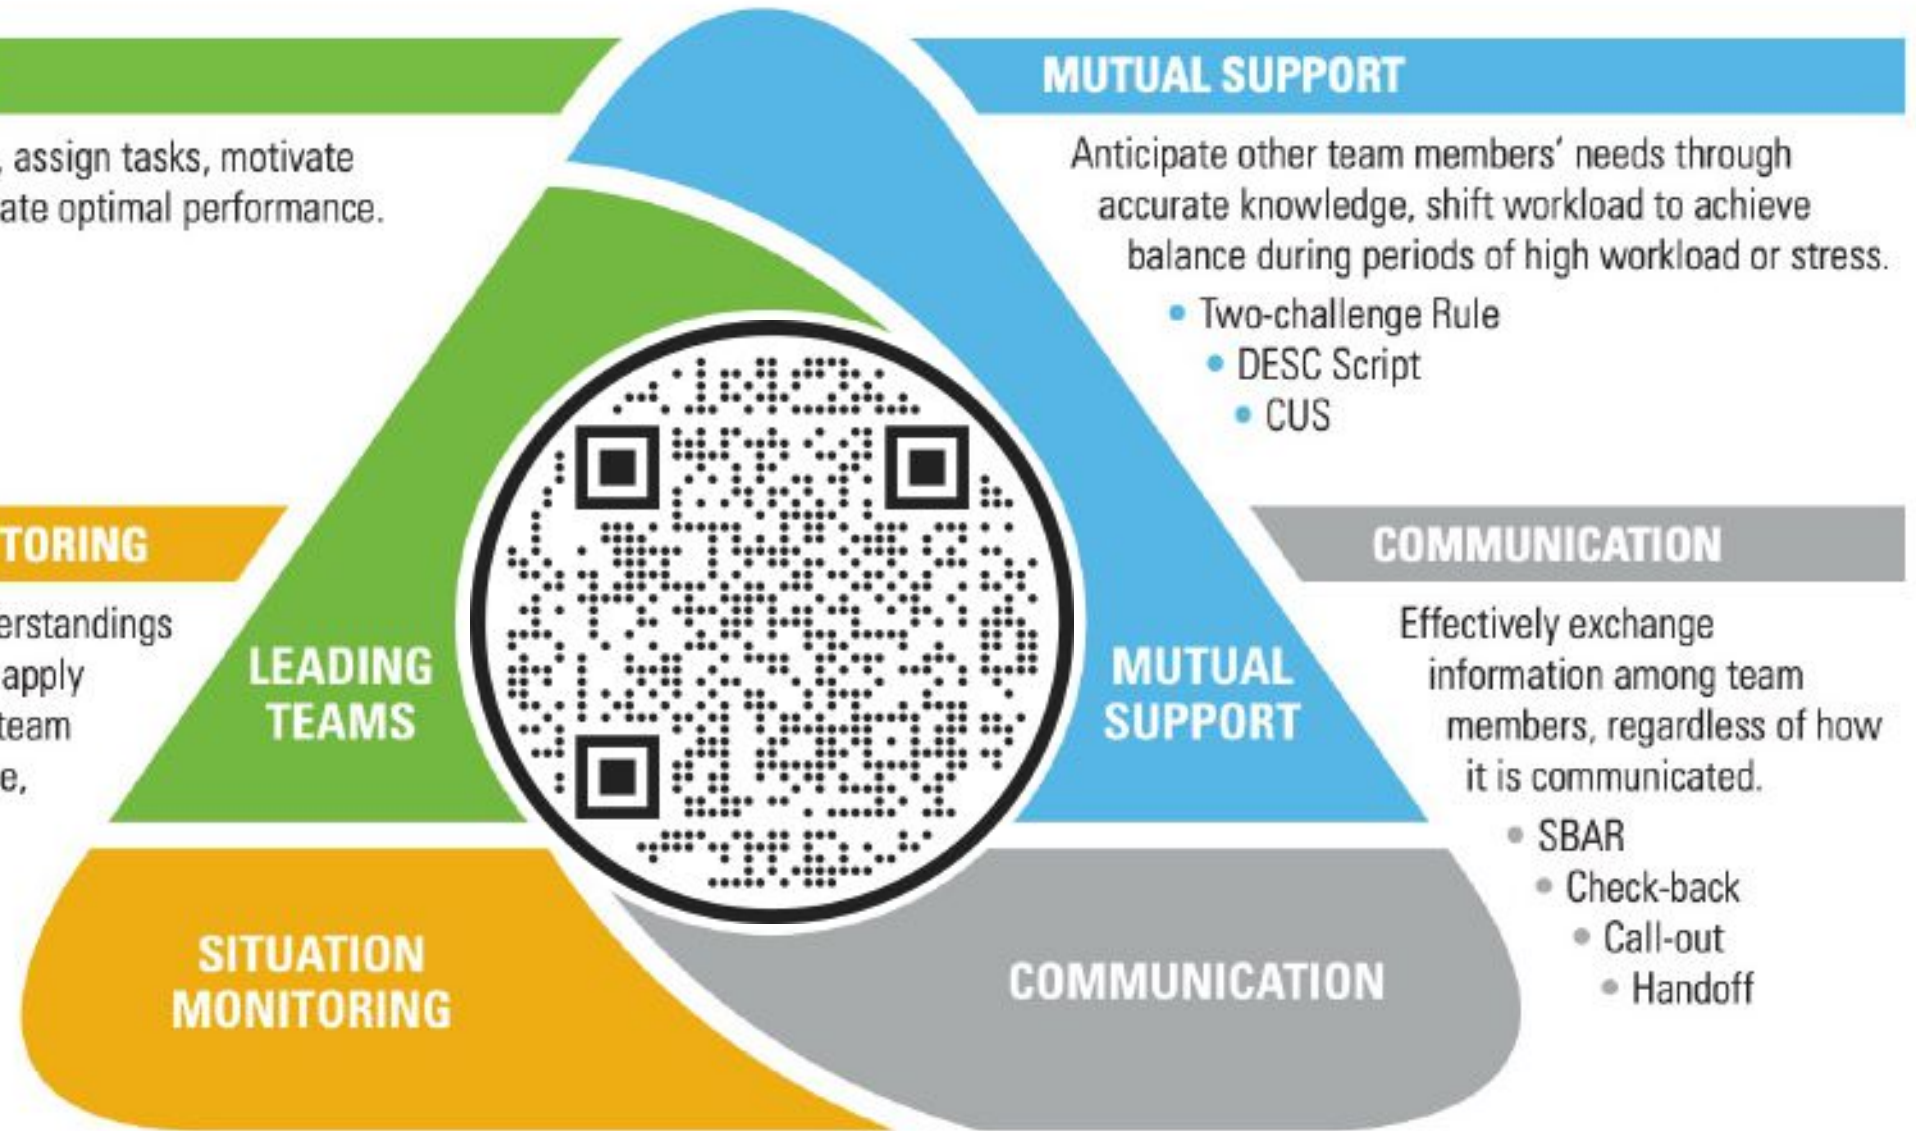 , assign tasks, motivate
ate optimal performance.
TORING
erstandings
apply
team
e,
LEADING
TEAMS
SITUATION
MONITORING
MUTUAL SUPPORT
Anticipate other team members’ needs through
accurate knowledge, shift workload to achieve
balance during periods of high workload or stress.
• Two-challenge Rule
• DESC Script
• CUS
MUTUAL
SUPPORT
COMMUNICATION
Effectively exchange
information among team
members, regardless of how
it is communicated.
• SBAR
• Check-back
• Call-out
• Handoff
COMMUNICATION